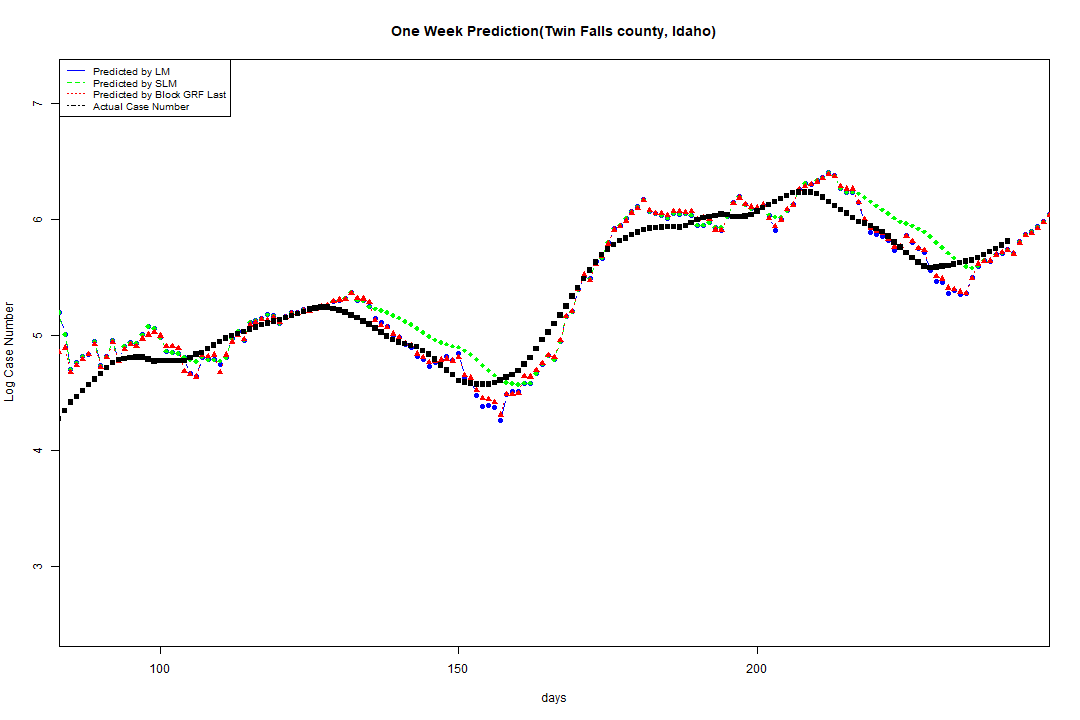 One Week Prediction(Twin Falls county, Idaho)
Predicted by LM
Predicted by SLM
Predicted by Block GRF Last
Actual Case Number
7
6
5
4
3
Log Case Number
100 150 200
days